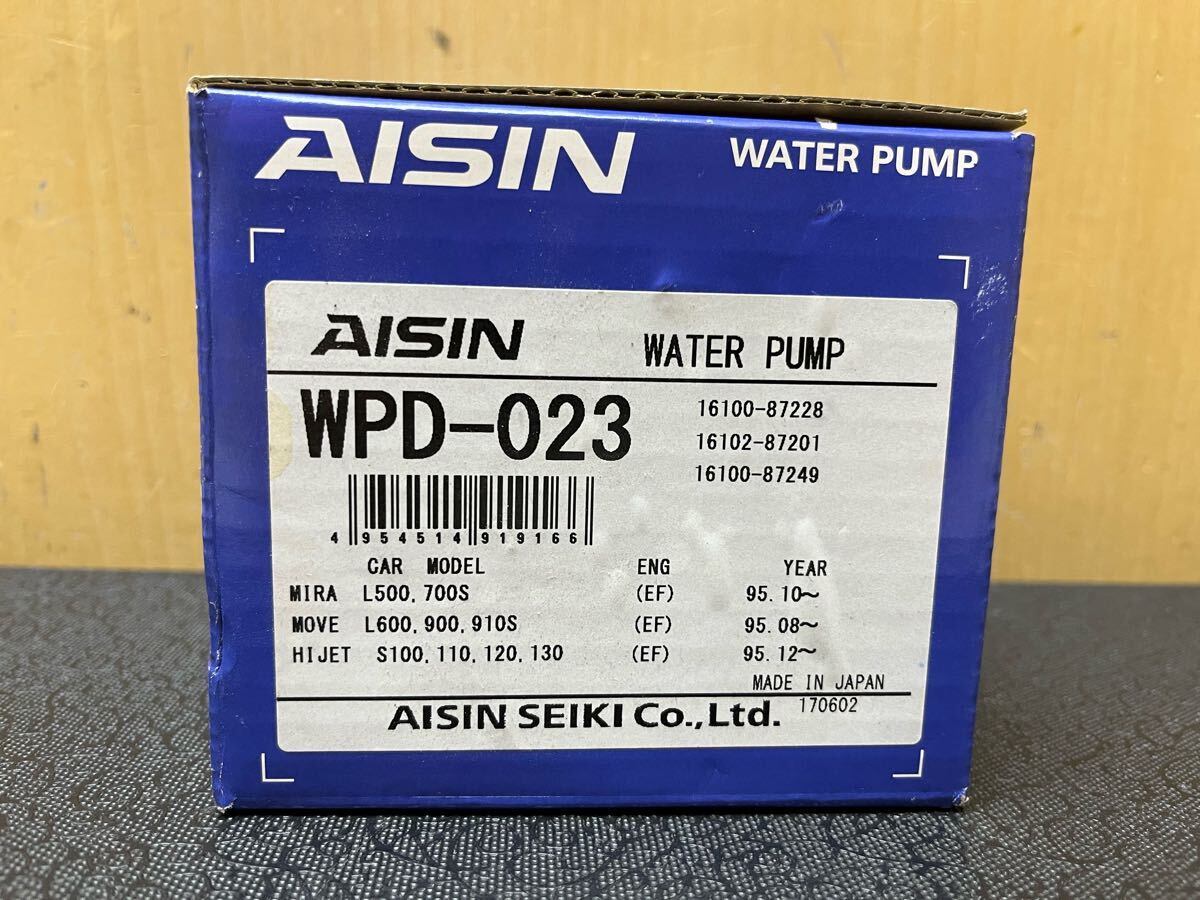 AISIN WATER PUMP
AISIN WATER PUMP
WPD-023
16100-87228
16102-87201
16100-87249
4 954514 919166
CAR MODEL ENG YEAR
MIRA L500, 700S (EF) 95. 10~
MOVE L600, 900, 910S (EF) 95. 08~
HIJET S100, 110, 120, 130 (EF) 95. 12~
MADE IN JAPAN
AISIN SEIKI Co., Ltd. 170602